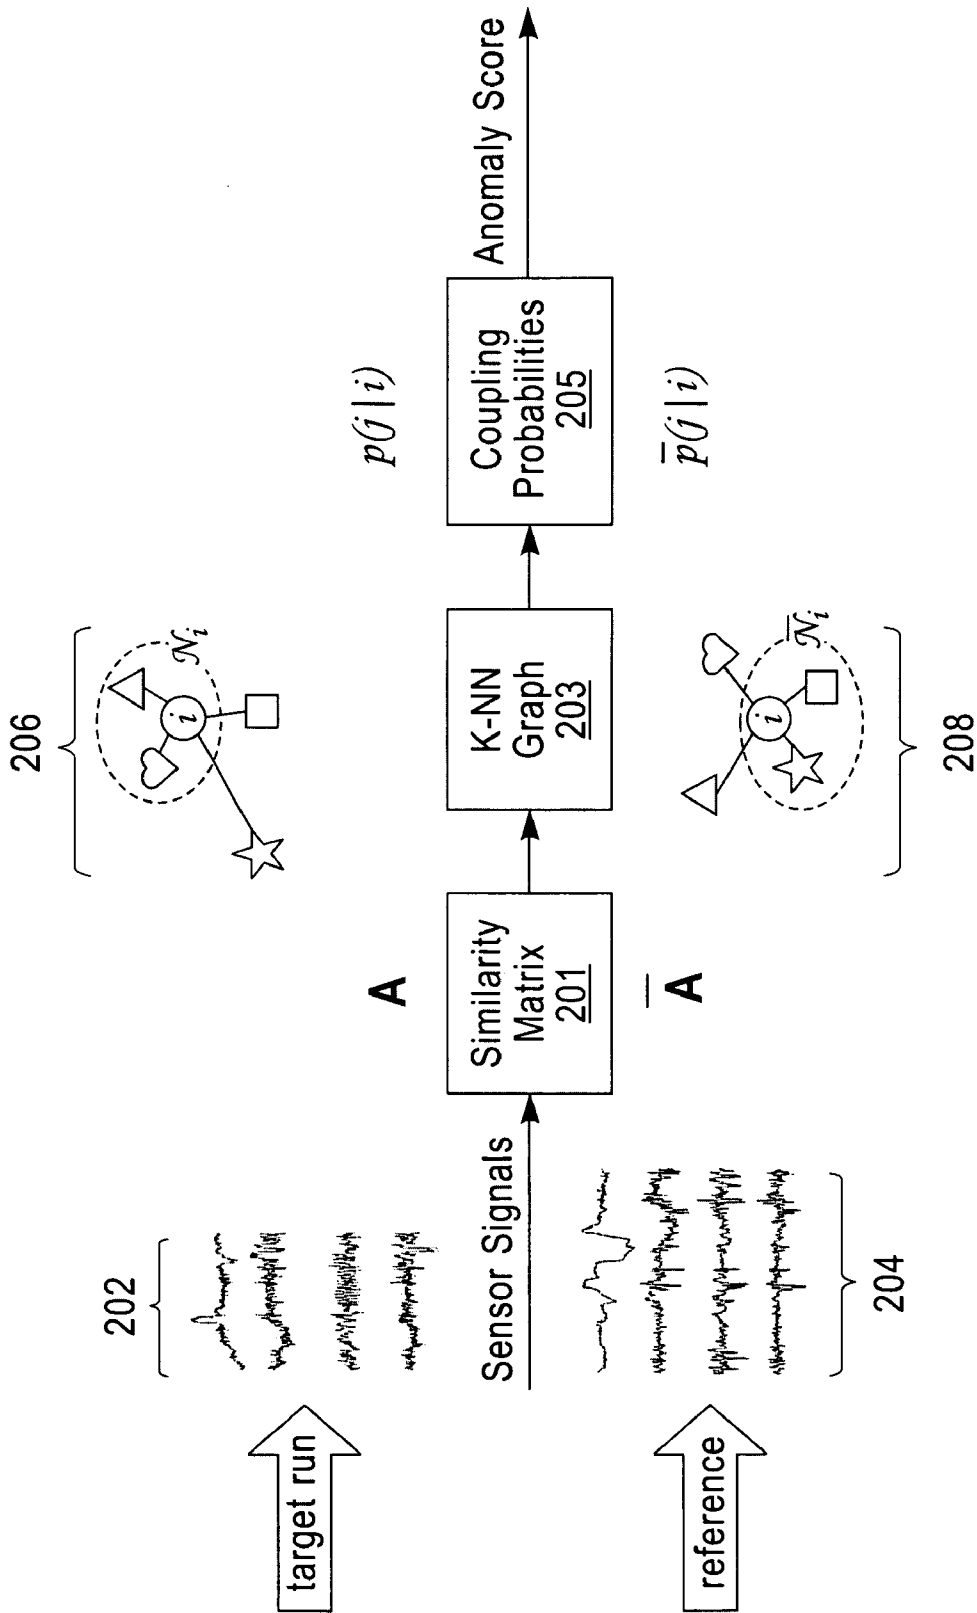 target run
202
A
206
i
𝒩i
p(j | i)
Sensor Signals
Similarity
Matrix
201
K-NN
Graph
203
Coupling
Probabilities
205
Anomaly Score
reference
204
A̅
i
𝒩̅i
208
p̅(j | i)